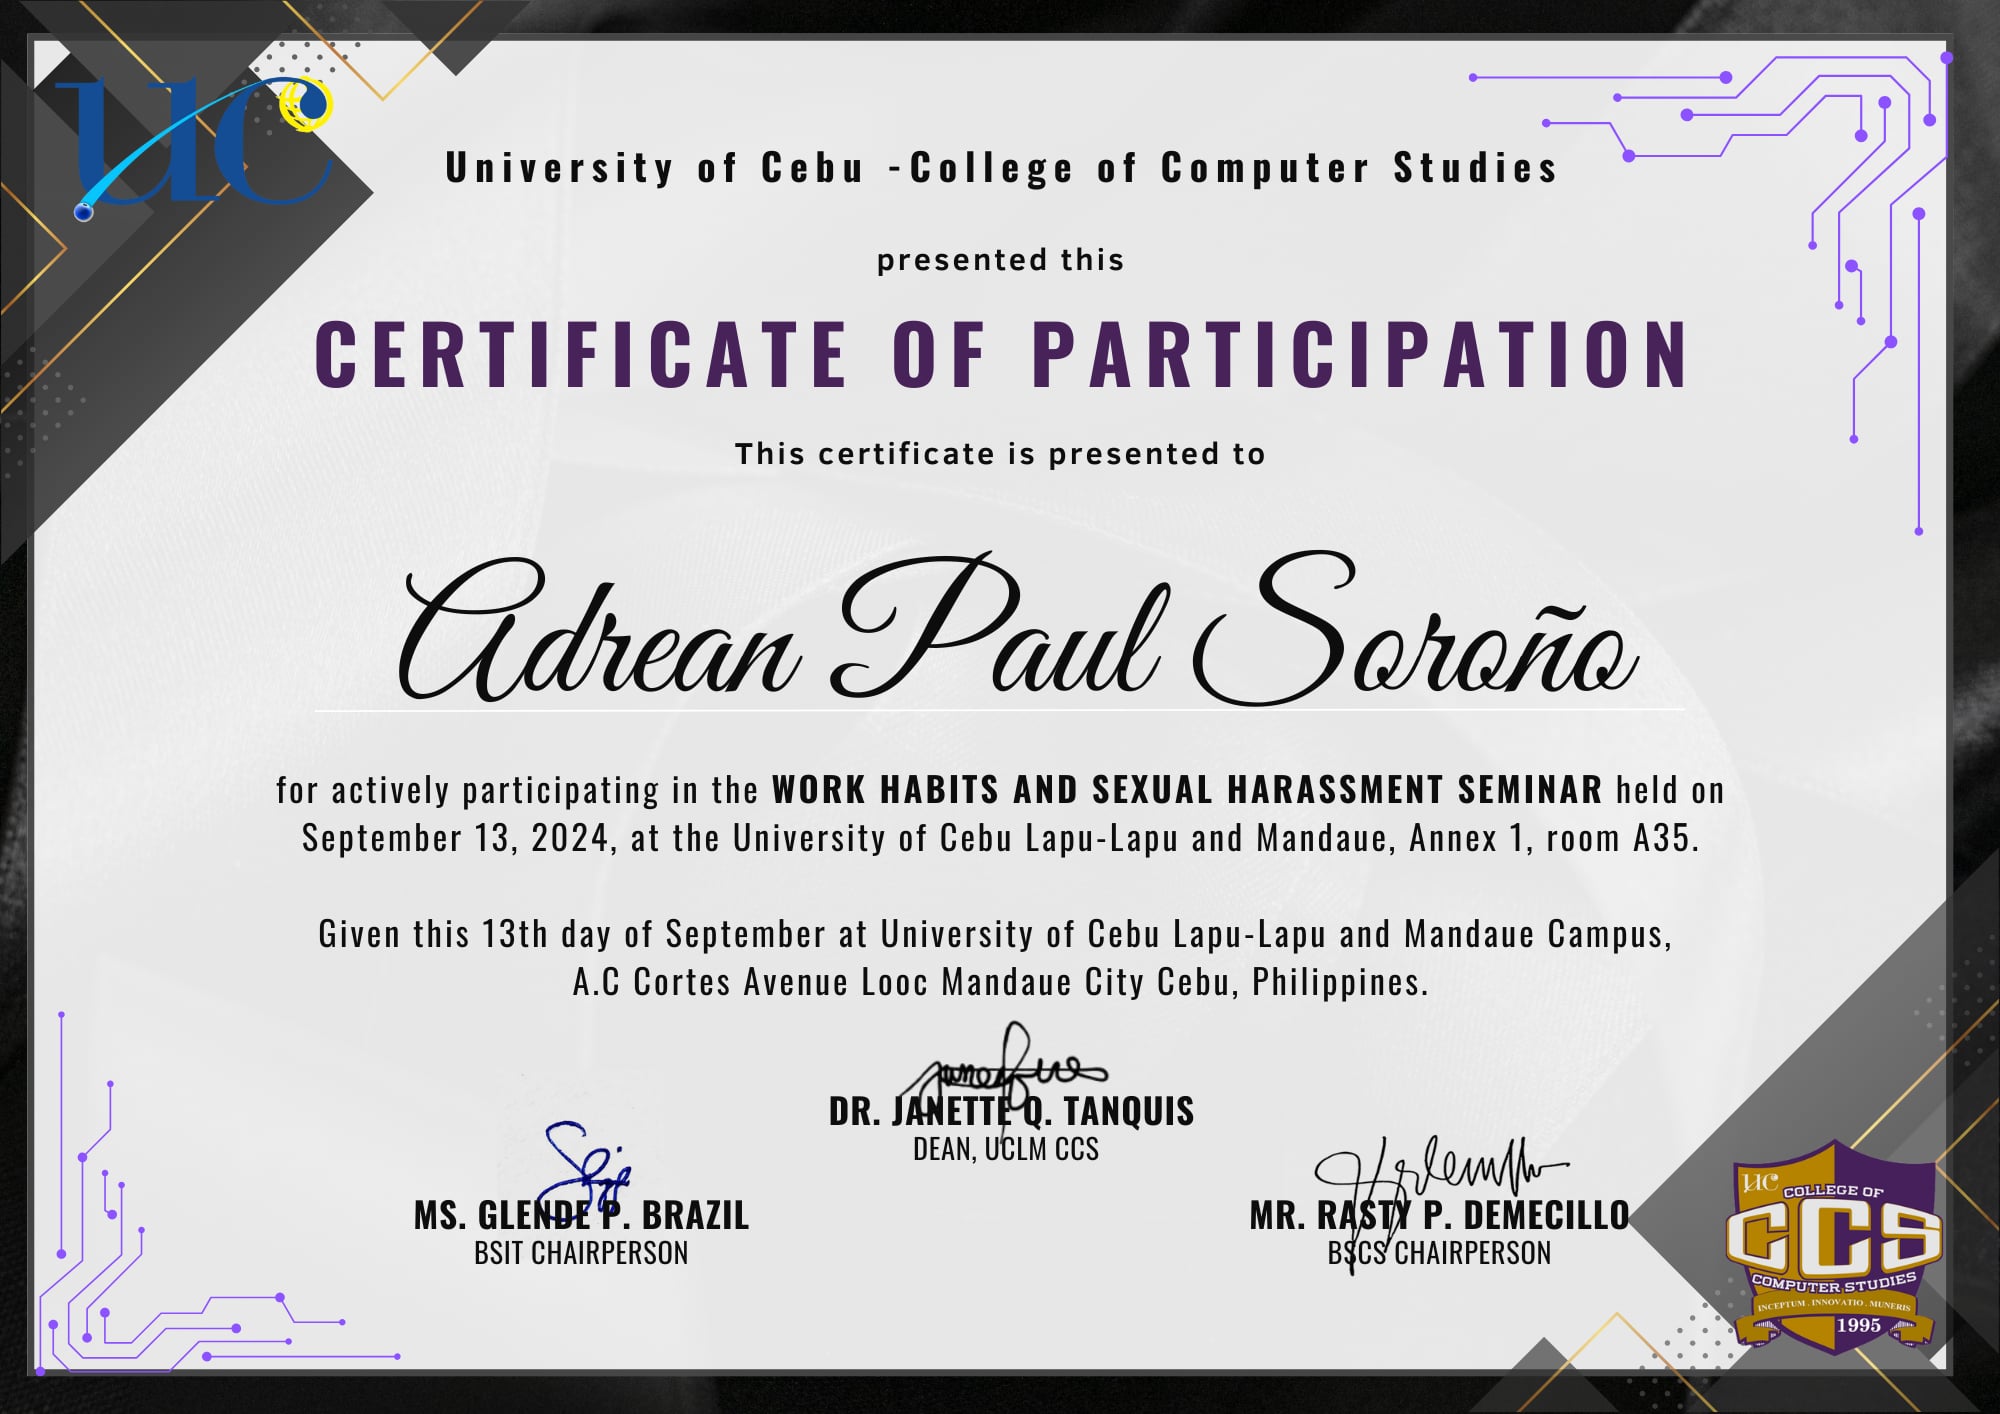 UC
University of Cebu -College of Computer Studies
presented this
CERTIFICATE OF PARTICIPATION
This certificate is presented to
Adrean Paul Soroño
for actively participating in the WORK HABITS AND SEXUAL HARASSMENT SEMINAR held on
September 13, 2024, at the University of Cebu Lapu-Lapu and Mandaue, Annex 1, room A35.
Given this 13th day of September at University of Cebu Lapu-Lapu and Mandaue Campus,
A.C Cortes Avenue Looc Mandaue City Cebu, Philippines.
DR. JANETTE Q. TANQUIS
DEAN, UCLM CCS
MS. GLENDE P. BRAZIL
BSIT CHAIRPERSON
MR. RASTY P. DEMECILLO
BSCS CHAIRPERSON
UC
COLLEGE OF
CCS
COMPUTER STUDIES
INCEPTUM . INNOVATIO . MUNERIS
1995